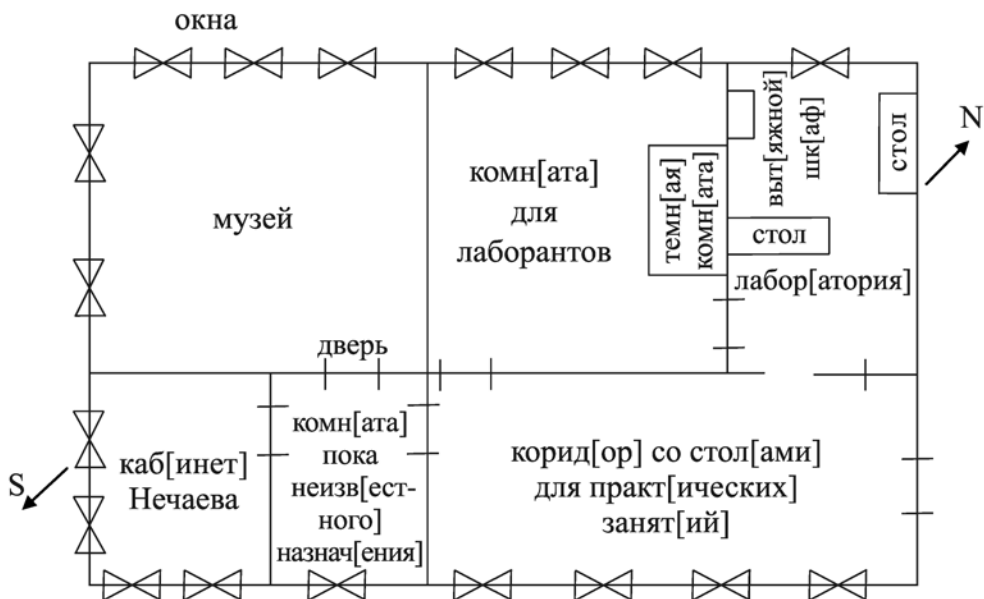 окна
музей
комн[ата]
для
лаборантов
темн[ая]
комн[ата]
выт[яжной]
шк[аф]
стол
N
стол
лабор[атория]
дверь
S
каб[инет]
Нечаева
комн[ата]
пока
неизв[ест-
ного]
назнач[ения]
корид[ор] со стол[ами]
для практ[ических]
занят[ий]